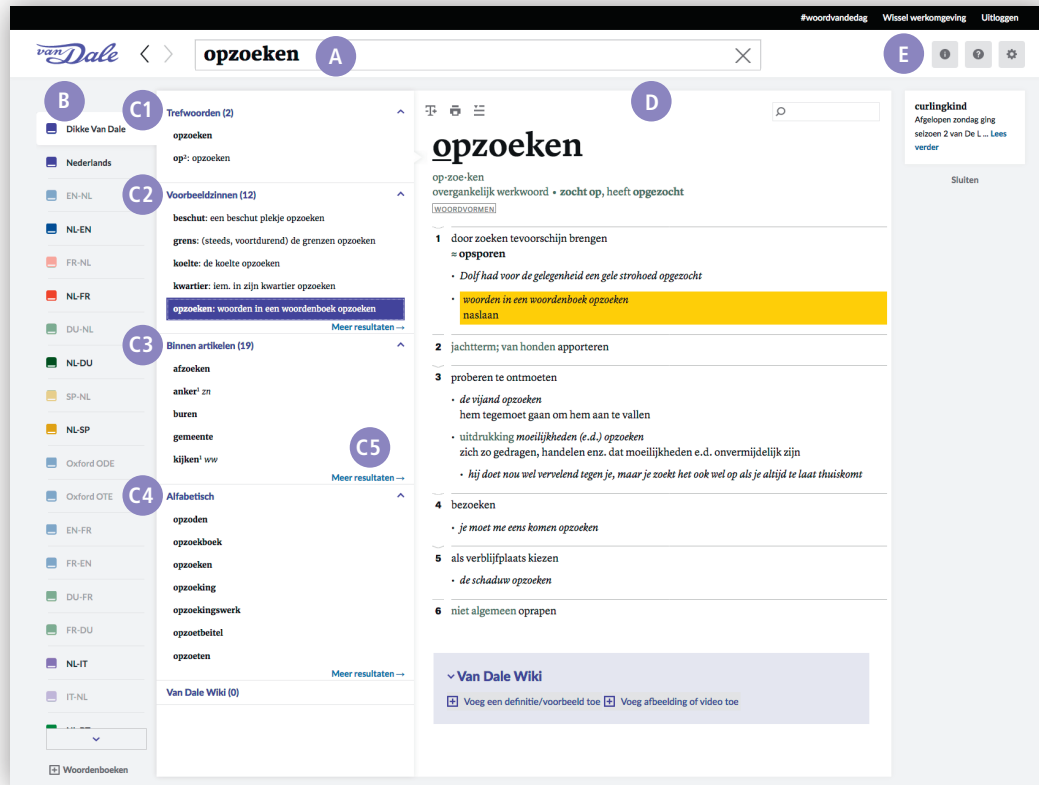 #woordvandedag Wissel werkomgeving Uitloggen
van Dale
opzoeken
A
E
B
Dikke Van Dale
Nederlands
EN-NL
NL-EN
FR-NL
NL-FR
DU-NL
NL-DU
SP-NL
NL-SP
Oxford ODE
Oxford OTE
EN-FR
FR-EN
DU-FR
FR-DU
NL-IT
IT-NL
Woordenboeken
C1
Trefwoorden (2)
opzoeken
op²: opzoeken
C2
Voorbeeldzinnen (12)
beschut: een beschut plekje opzoeken
grens: (steeds, voortdurend) de grenzen opzoeken
koelte: de koelte opzoeken
kwartier: iem. in zijn kwartier opzoeken
opzoeken: woorden in een woordenboek opzoeken
Meer resultaten →
C3
Binnen artikelen (19)
afzoeken
anker¹ zn
buren
gemeente
kijken¹ ww
C5
Meer resultaten →
C4
Alfabetisch
opzoden
opzoekboek
opzoeken
opzoeking
opzoekingswerk
opzoetbeitel
opzoeten
Meer resultaten →
Van Dale Wiki (0)
D
opzoeken
op·zoe·ken
overgankelijk werkwoord • zocht op, heeft opgezocht
WOORDVORMEN
1 door zoeken tevoorschijn brengen
≈ opsporen
• Dolf had voor de gelegenheid een gele strohoed opgezocht
• woorden in een woordenboek opzoeken
naslaan
2 jachtterm; van honden apporteren
3 proberen te ontmoeten
• de vijand opzoeken
hem tegemoet gaan om hem aan te vallen
• uitdrukking moeilijkheden (e.d.) opzoeken
zich zo gedragen, handelen enz. dat moeilijkheden e.d. onvermijdelijk zijn
• hij doet nou wel vervelend tegen je, maar je zoekt het ook wel op als je altijd te laat thuiskomt
4 bezoeken
• je moet me eens komen opzoeken
5 als verblijfplaats kiezen
• de schaduw opzoeken
6 niet algemeen oprapen
Van Dale Wiki
Voeg een definitie/voorbeeld toe Voeg afbeelding of video toe
curlingkind
Afgelopen zondag ging
seizoen 2 van De L ... Lees
verder
Sluiten